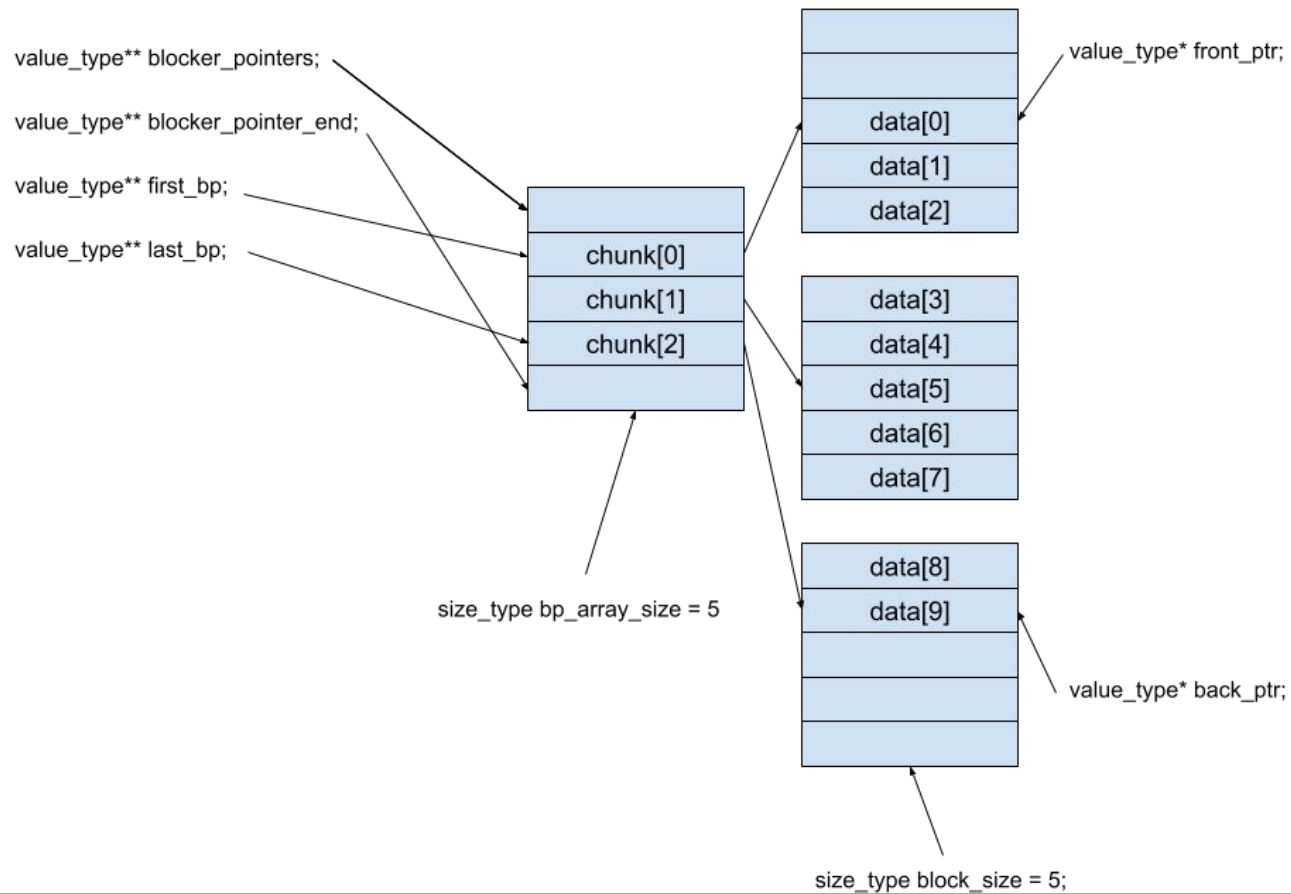 value_type** blocker_pointers;
value_type** blocker_pointer_end;
value_type** first_bp;
value_type** last_bp;
chunk[0]
chunk[1]
chunk[2]
size_type bp_array_size = 5
data[0]
data[1]
data[2]
data[3]
data[4]
data[5]
data[6]
data[7]
data[8]
data[9]
value_type* front_ptr;
value_type* back_ptr;
size_type block_size = 5;